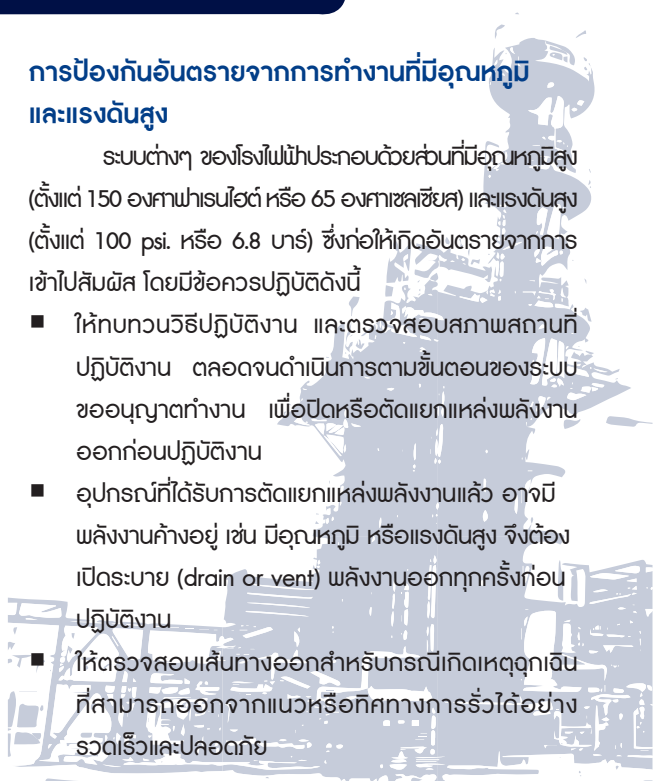 การป้องกันอันตรายจากการทำงานที่มีอุณหภูมิ
และแรงดันสูง
ระบบต่างๆ ของโรงไฟฟ้าประกอบด้วยส่วนที่มีอุณหภูมิสูง
(ตั้งแต่ 150 องศาฟาเรนไฮต์ หรือ 65 องศาเซลเซียส) และแรงดันสูง
(ตั้งแต่ 100 psi. หรือ 6.8 บาร์) ซึ่งก่อให้เกิดอันตรายจากการ
เข้าไปสัมผัส โดยมีข้อควรปฏิบัติดังนี้
■ ให้ทบทวนวิธีปฏิบัติงาน และตรวจสอบสภาพสถานที่
ปฏิบัติงาน ตลอดจนดำเนินการตามขั้นตอนของระบบ
ขออนุญาตทำงาน เพื่อปิดหรือตัดแยกแหล่งพลังงาน
ออกก่อนปฏิบัติงาน
■ อุปกรณ์ที่ได้รับการตัดแยกแหล่งพลังงานแล้ว อาจมี
พลังงานค้างอยู่ เช่น มีอุณหภูมิ หรือแรงดันสูง จึงต้อง
เปิดระบาย (drain or vent) พลังงานออกทุกครั้งก่อน
ปฏิบัติงาน
■ ให้ตรวจสอบเส้นทางออกสำหรับกรณีเกิดเหตุฉุกเฉิน
ที่สามารถออกจากแนวหรือทิศทางการรั่วได้อย่าง
รวดเร็วและปลอดภัย